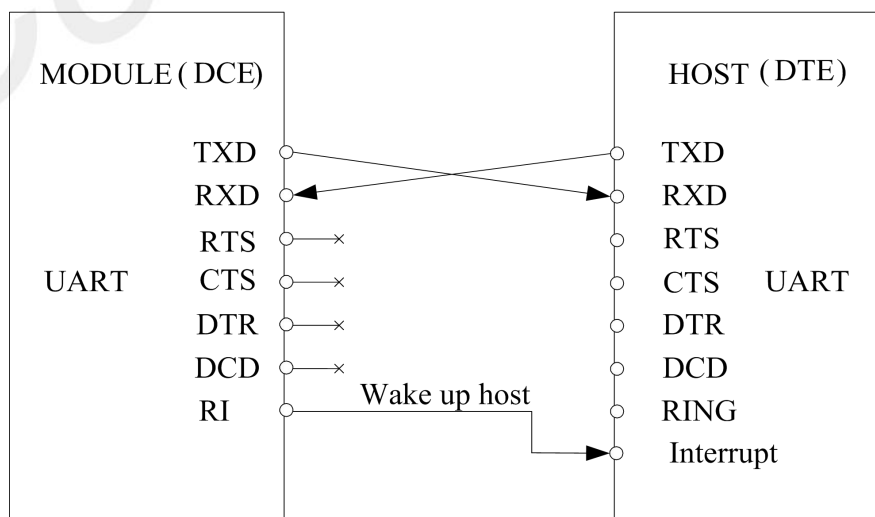 MODULE (DCE)
TXD
RXD
RTS
UART
CTS
DTR
DCD
RI
Wake up host
HOST (DTE)
TXD
RXD
RTS
CTS
UART
DTR
DCD
RING
Interrupt